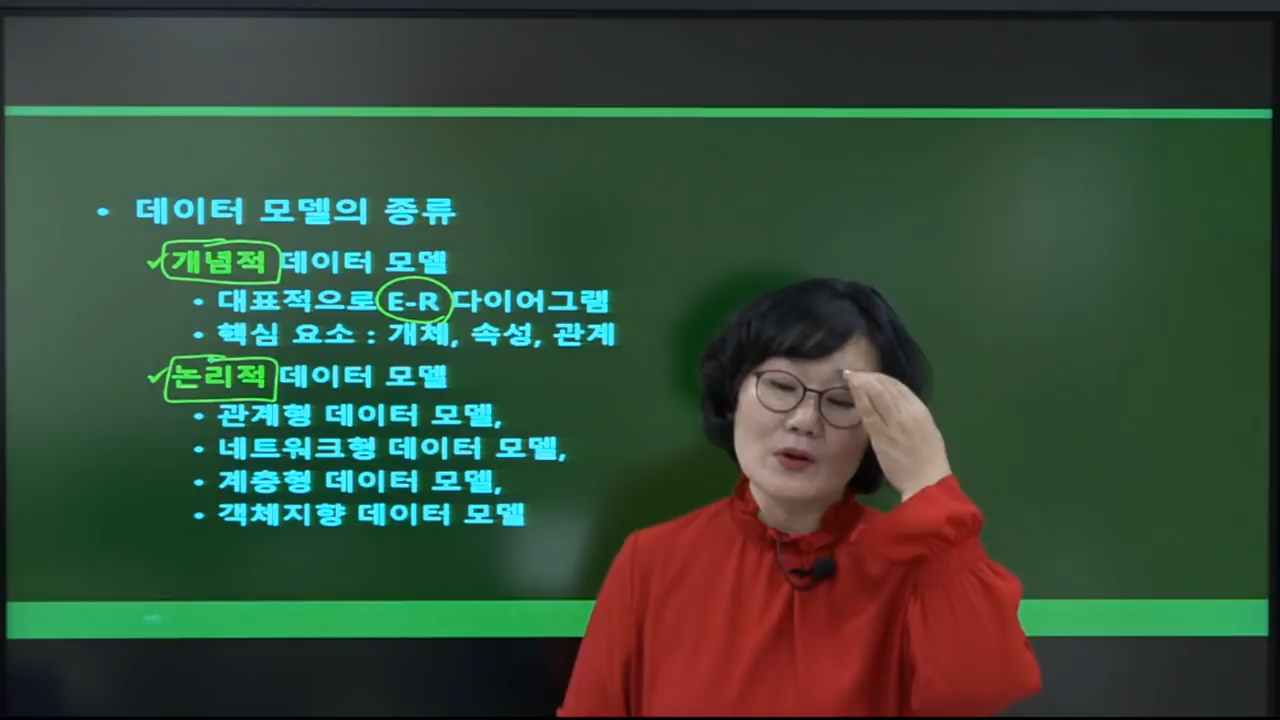 • 데이터 모델의 종류
✓개념적 데이터 모델
• 대표적으로 E-R 다이어그램
• 핵심 요소 : 개체, 속성, 관계
✓논리적 데이터 모델
• 관계형 데이터 모델,
• 네트워크형 데이터 모델,
• 계층형 데이터 모델,
• 객체지향 데이터 모델